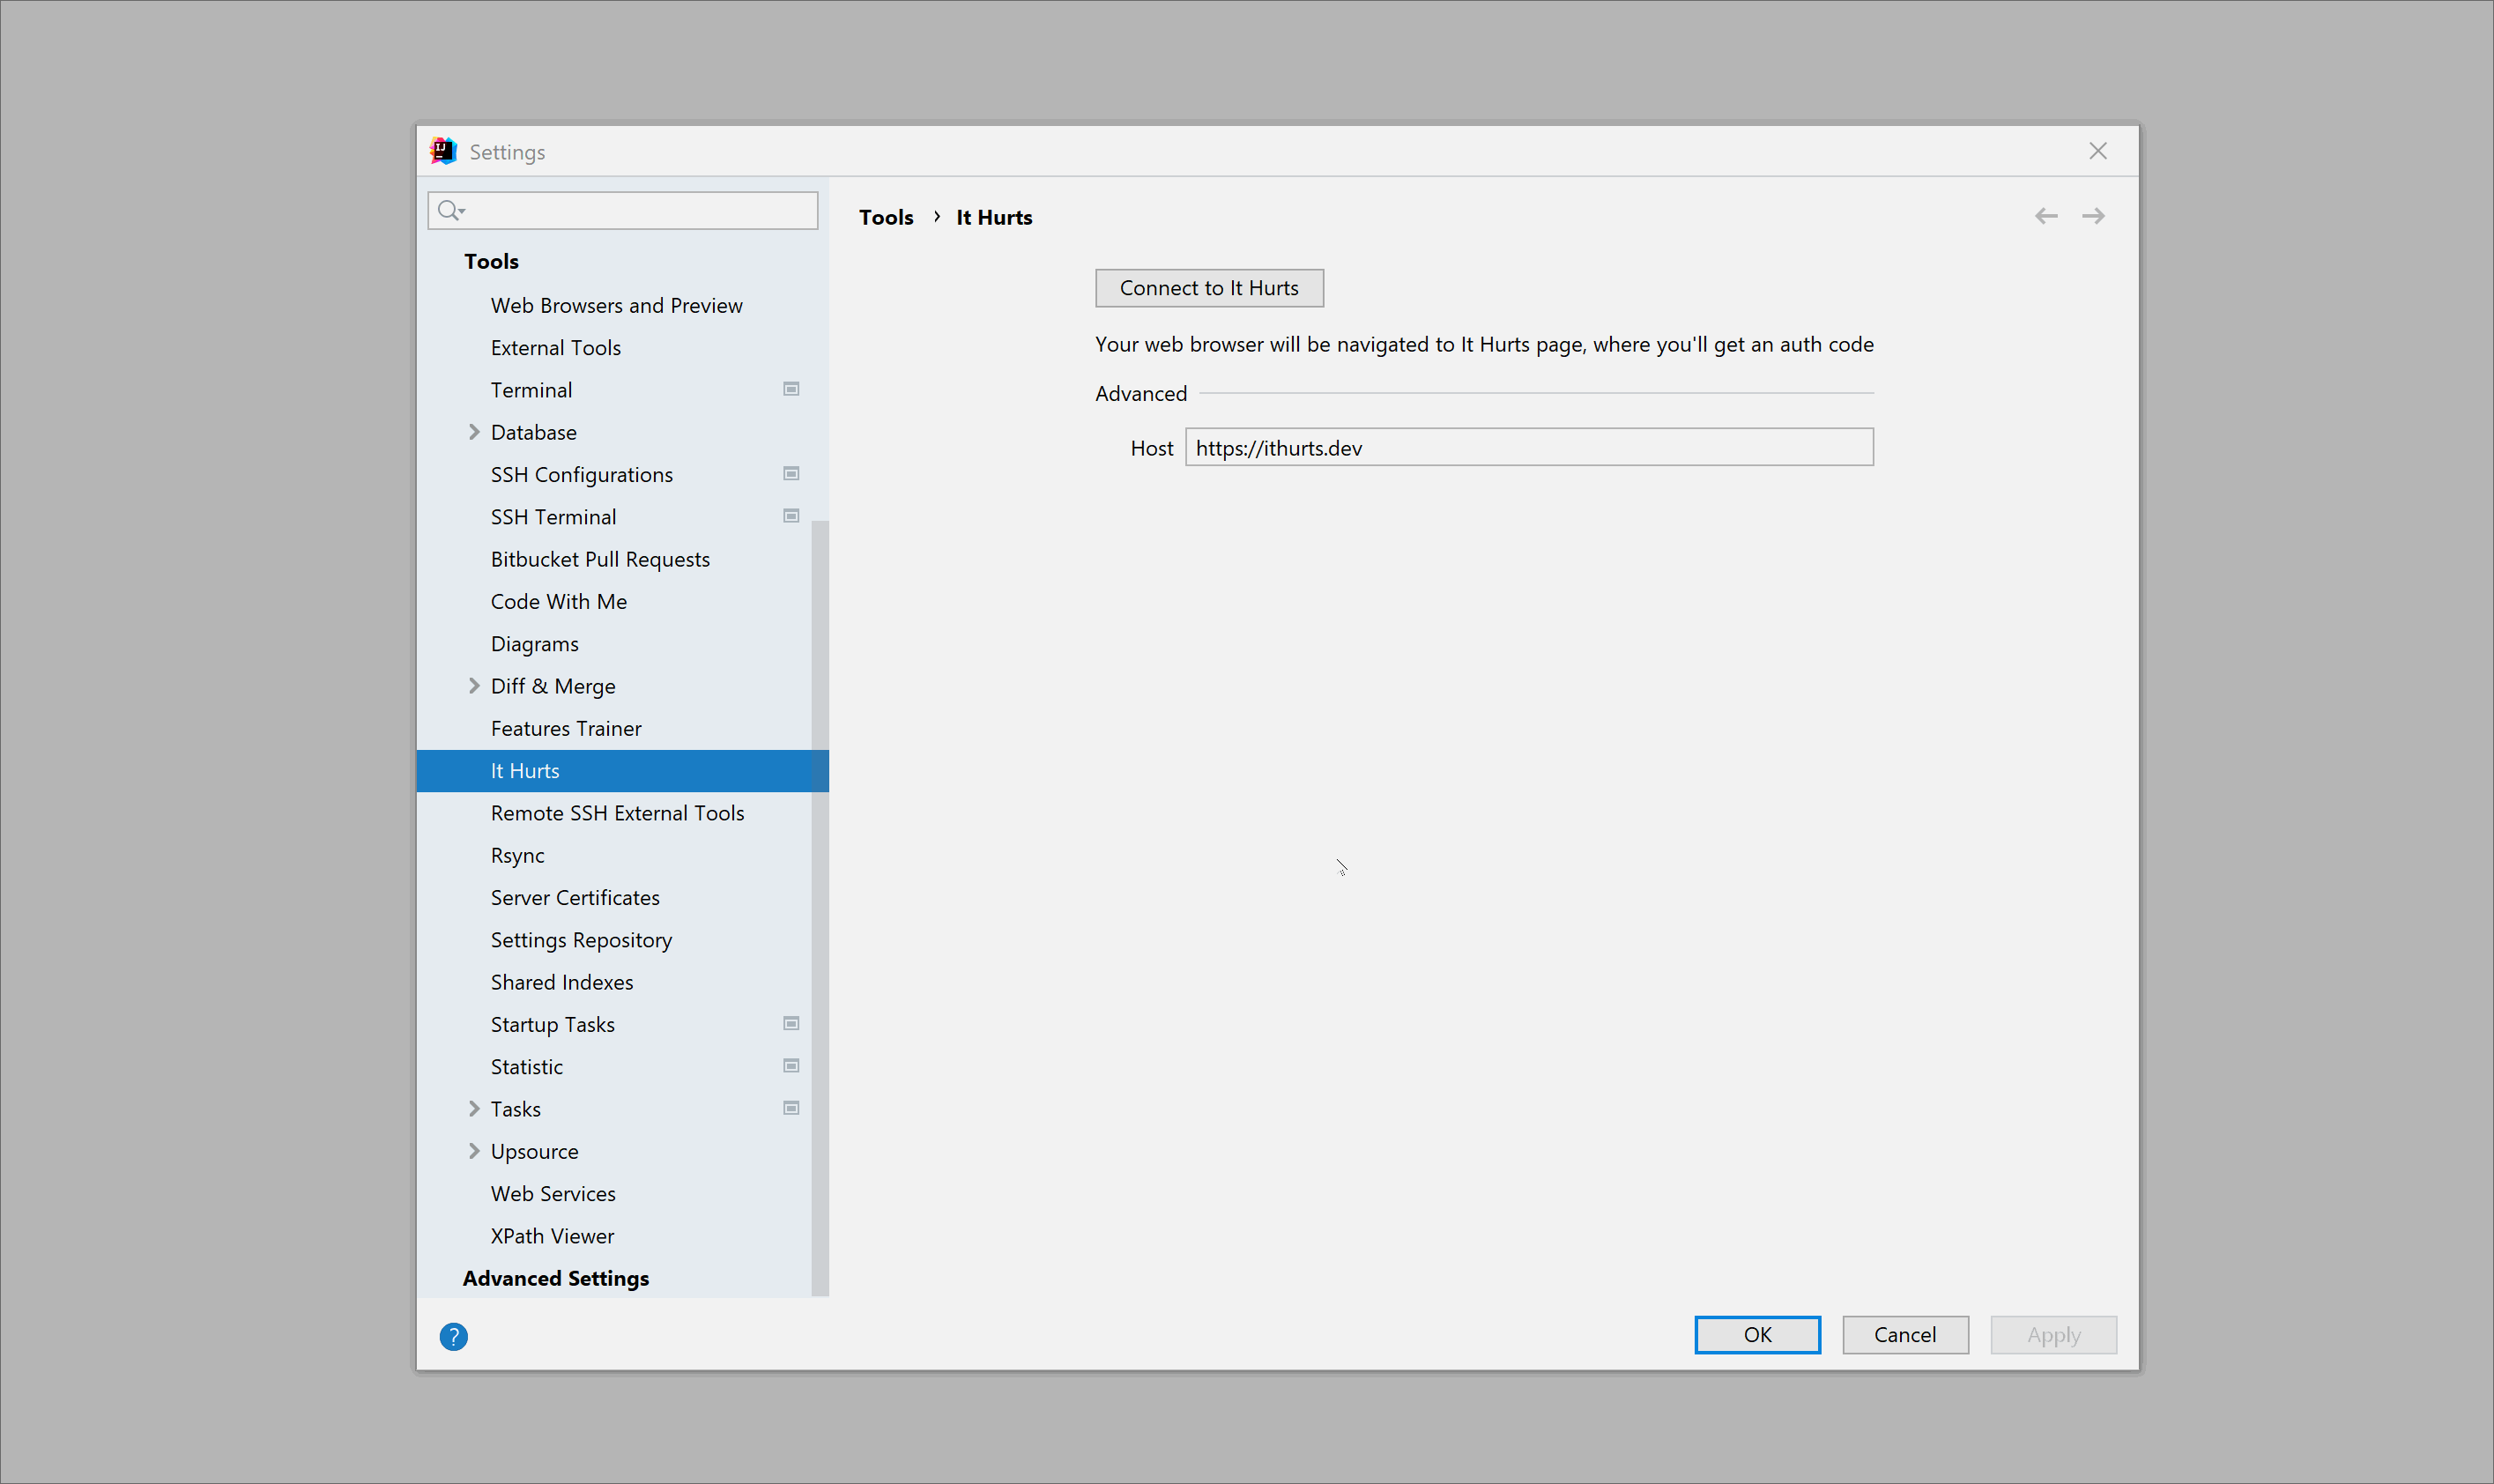 IJ
Settings
Tools
Web Browsers and Preview
External Tools
Terminal
Database
SSH Configurations
SSH Terminal
Bitbucket Pull Requests
Code With Me
Diagrams
Diff & Merge
Features Trainer
It Hurts
Remote SSH External Tools
Rsync
Server Certificates
Settings Repository
Shared Indexes
Startup Tasks
Statistic
Tasks
Upsource
Web Services
XPath Viewer
Advanced Settings
Tools › It Hurts
Connect to It Hurts
Your web browser will be navigated to It Hurts page, where you'll get an auth code
Advanced
Host https://ithurts.dev
?
OK Cancel Apply